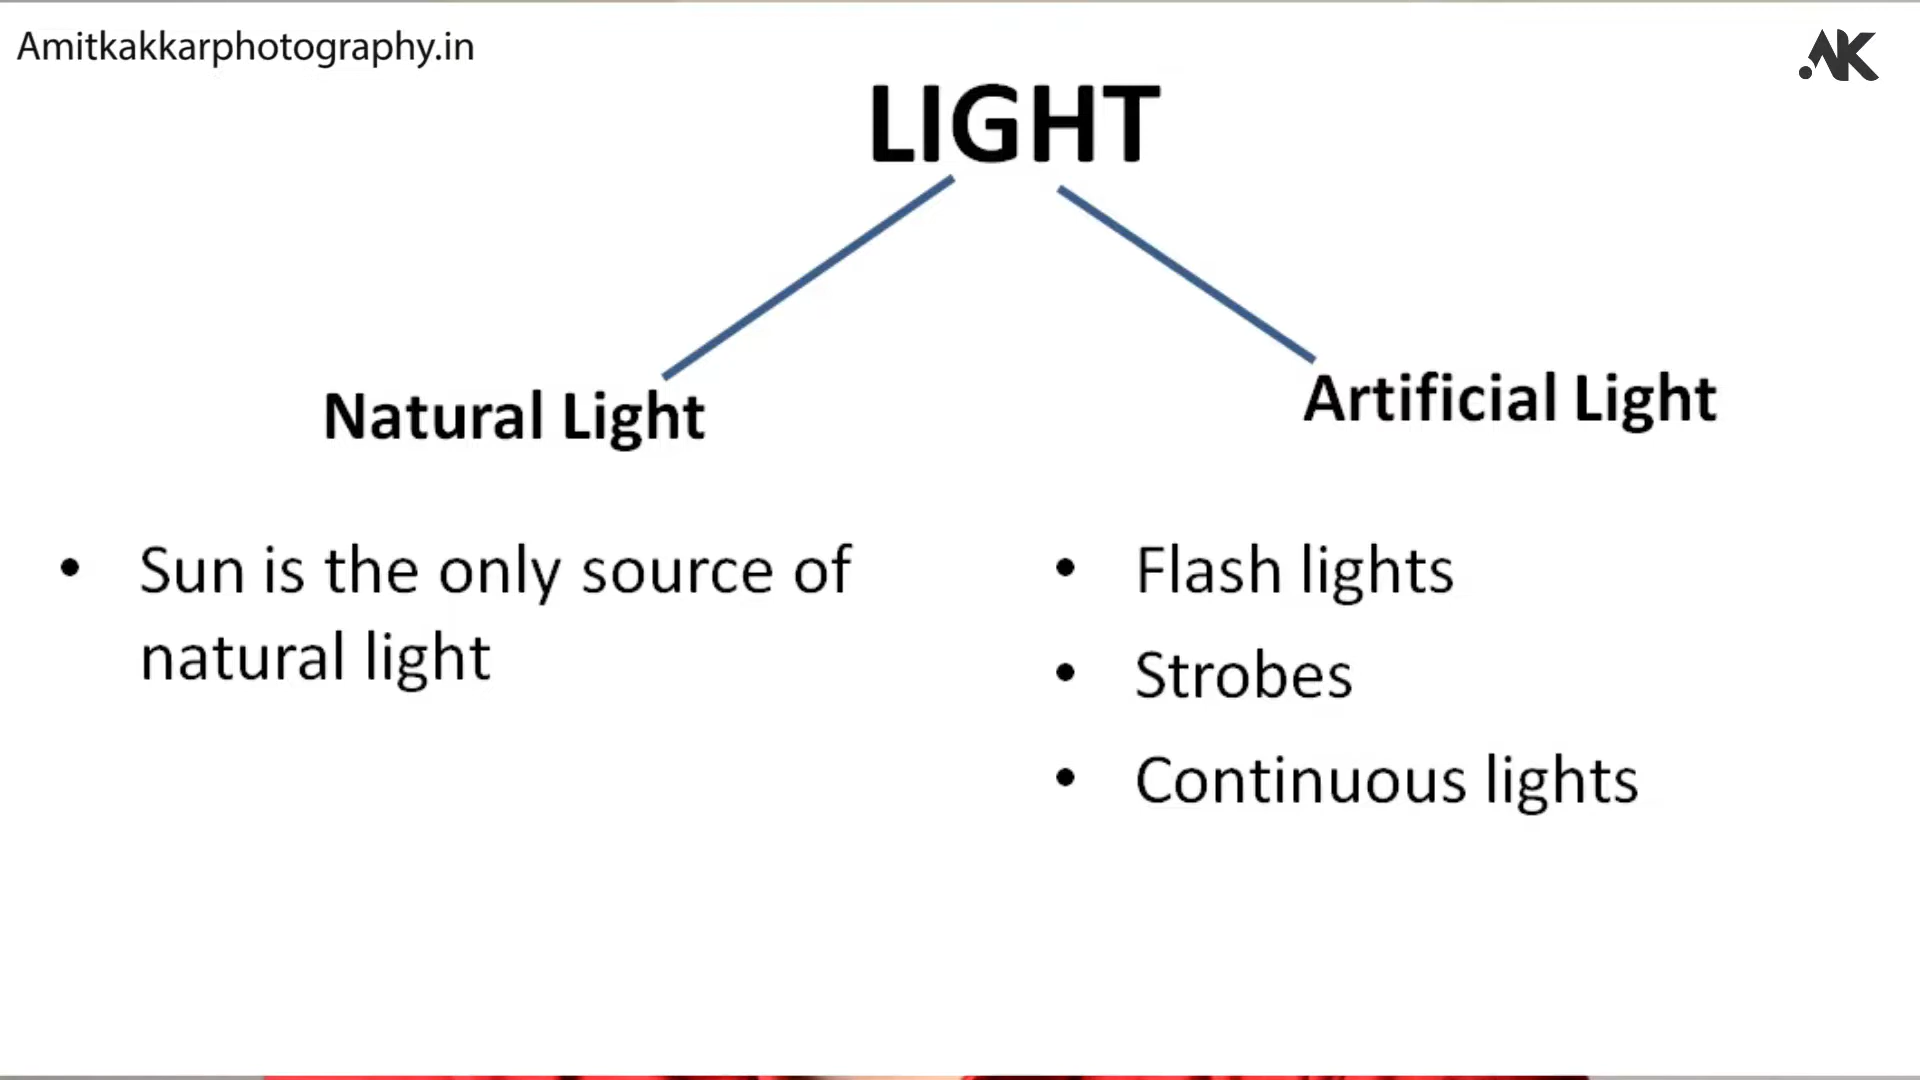 Amitkakkarphotography.in
AK
LIGHT
Natural Light
Artificial Light
• Sun is the only source of
natural light
• Flash lights
• Strobes
• Continuous lights